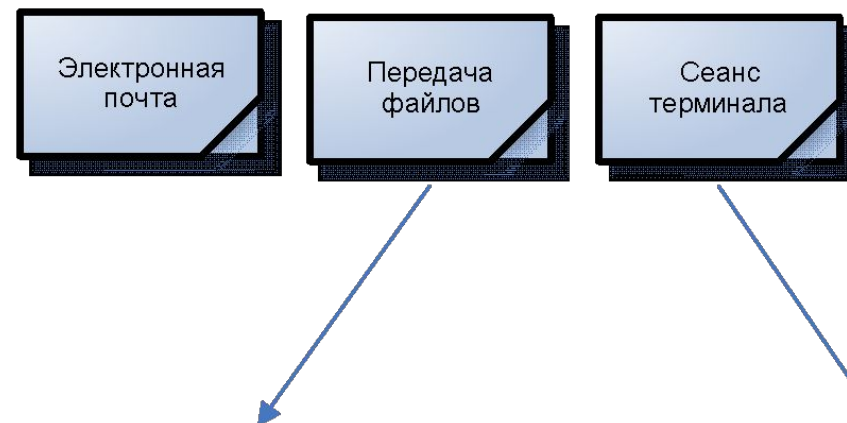 Электронная
почта
Передача
файлов
Сеанс
терминала